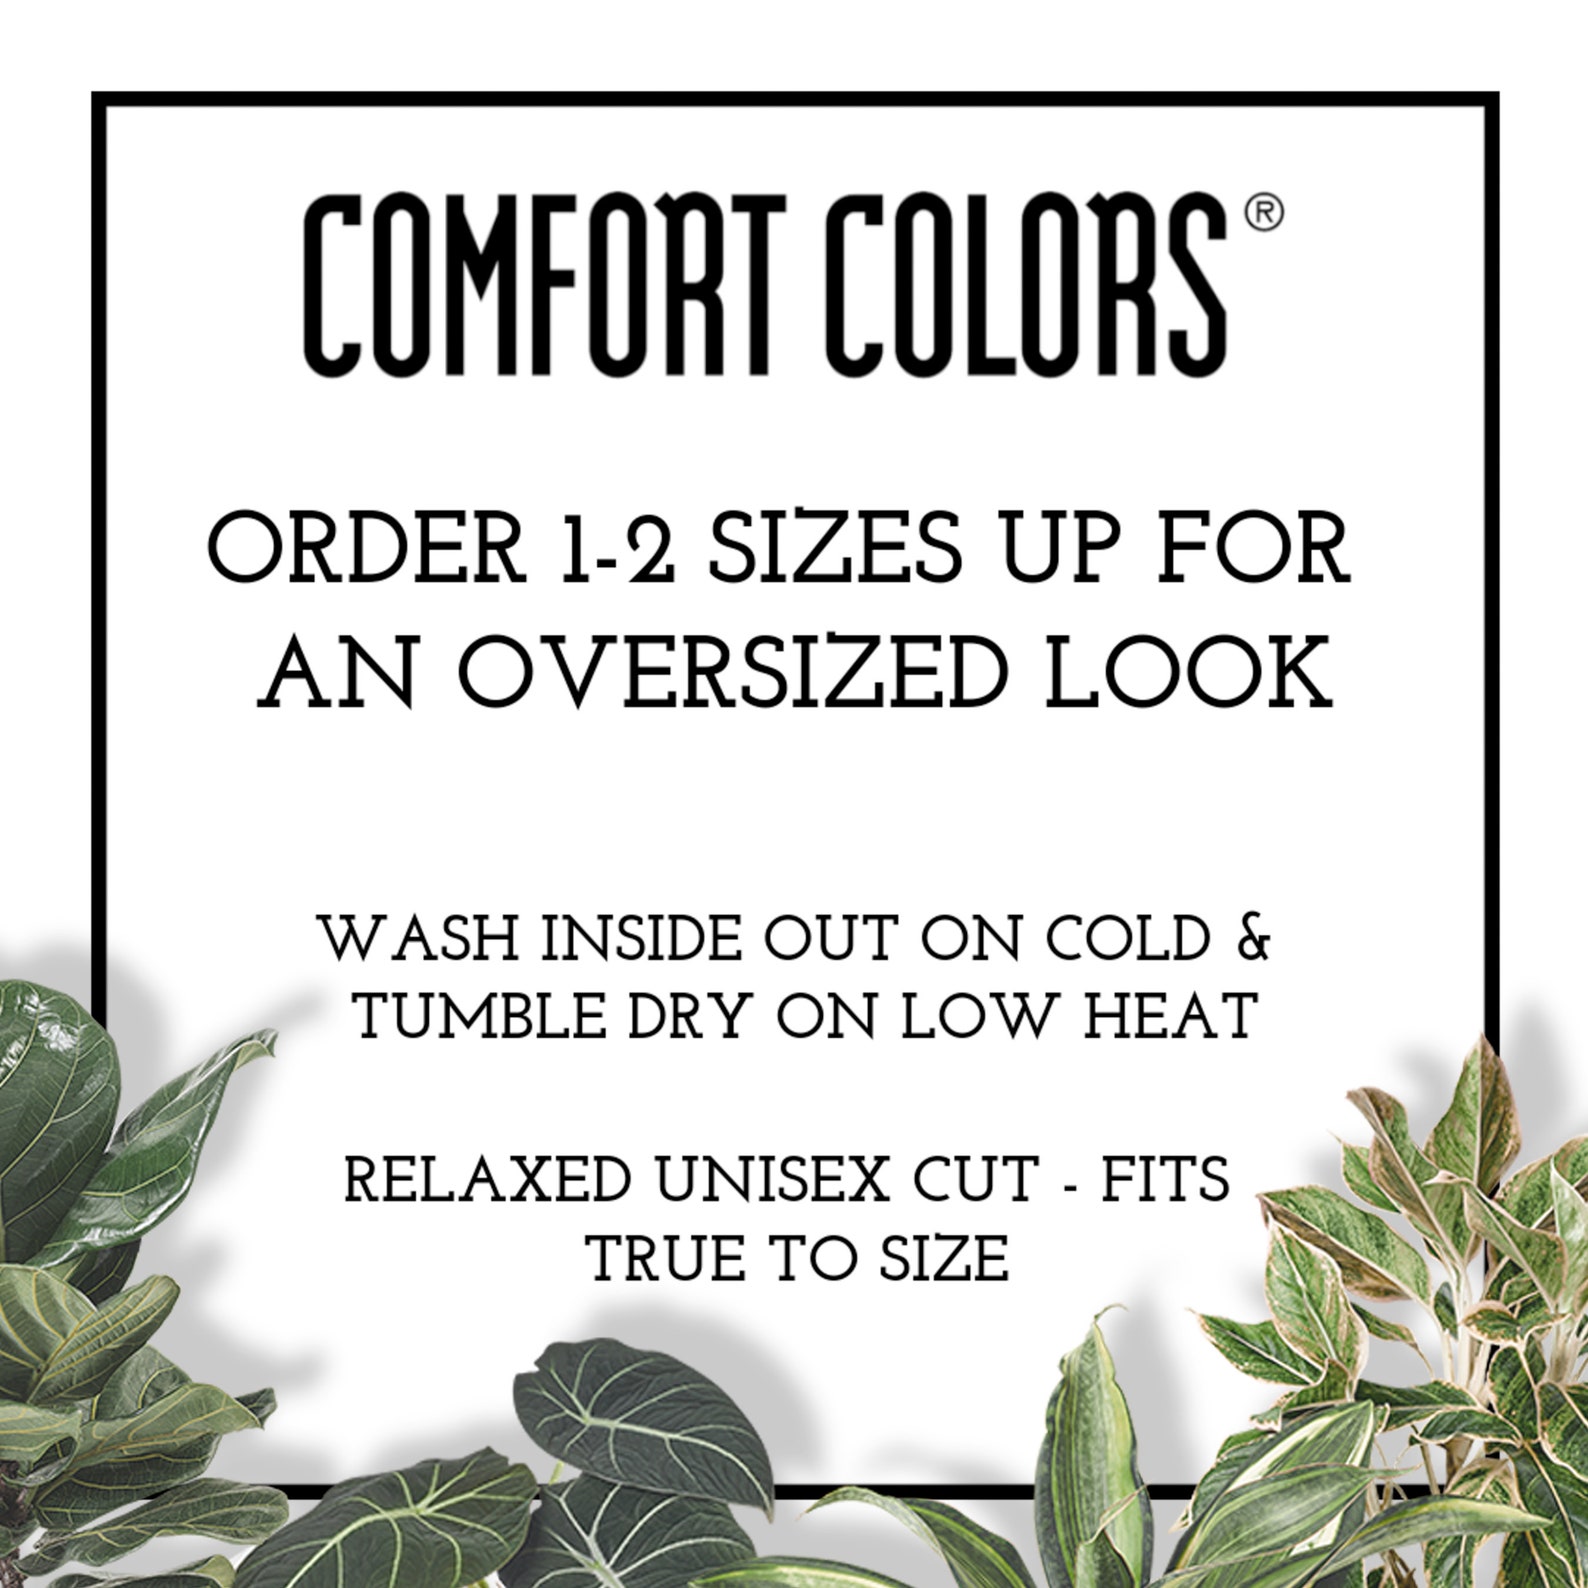 COMFORT COLORS®
ORDER 1-2 SIZES UP FOR
AN OVERSIZED LOOK
WASH INSIDE OUT ON COLD &
TUMBLE DRY ON LOW HEAT
RELAXED UNISEX CUT - FITS
TRUE TO SIZE